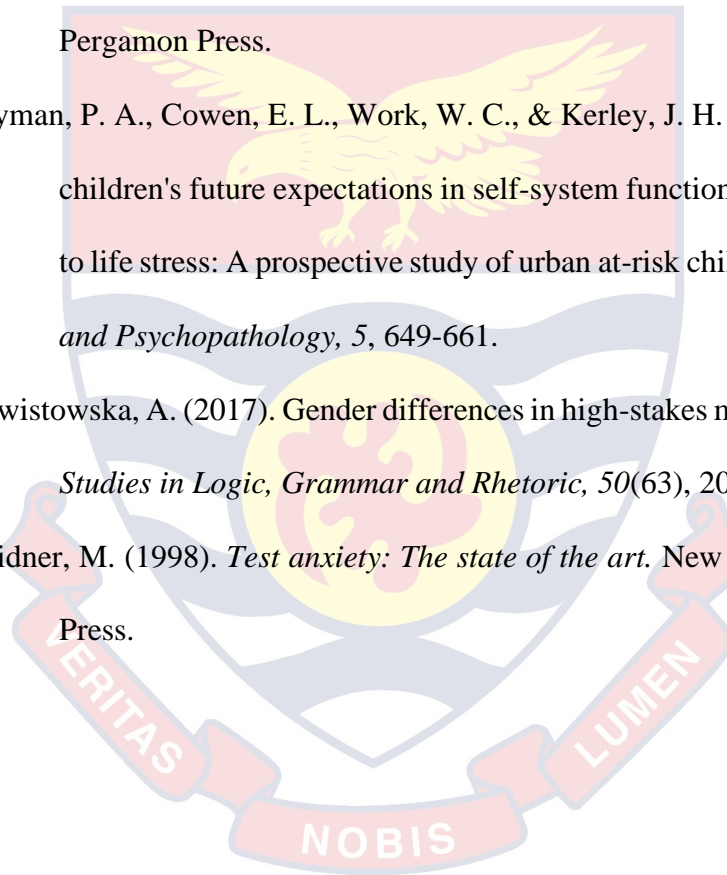 Pergamon Press.
yman, P. A., Cowen, E. L., Work, W. C., & Kerley, J. H.
children's future expectations in self-system function
to life stress: A prospective study of urban at-risk chi
and Psychopathology, 5, 649-661.
wistowska, A. (2017). Gender differences in high-stakes n
Studies in Logic, Grammar and Rhetoric, 50(63), 20
idner, M. (1998). Test anxiety: The state of the art. New
Press.
VERITAS
NOBIS
LUMEN